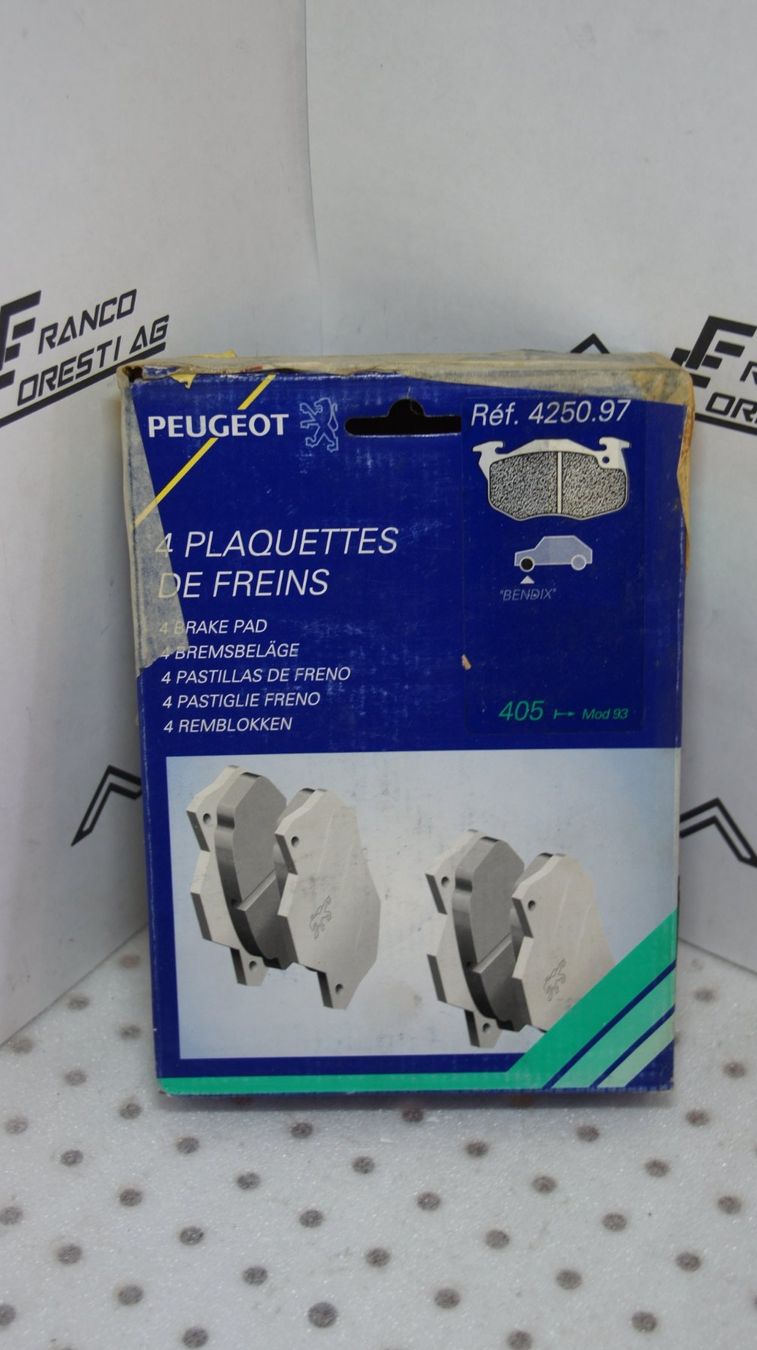 FRANCO
FORESTI AG
PEUGEOT
Réf. 4250.97
4 PLAQUETTES
DE FREINS
"BENDIX"
4 BRAKE PAD
4 BREMSBELÄGE
4 PASTILLAS DE FRENO
4 PASTIGLIE FRENO
4 REMBLOKKEN
405 ⟼ Mod 93